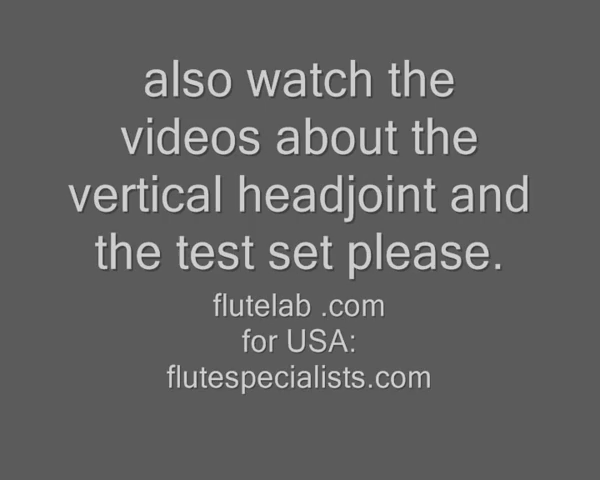 also watch the
videos about the
vertical headjoint and
the test set please.
flutelab .com
for USA:
flutespecialists.com